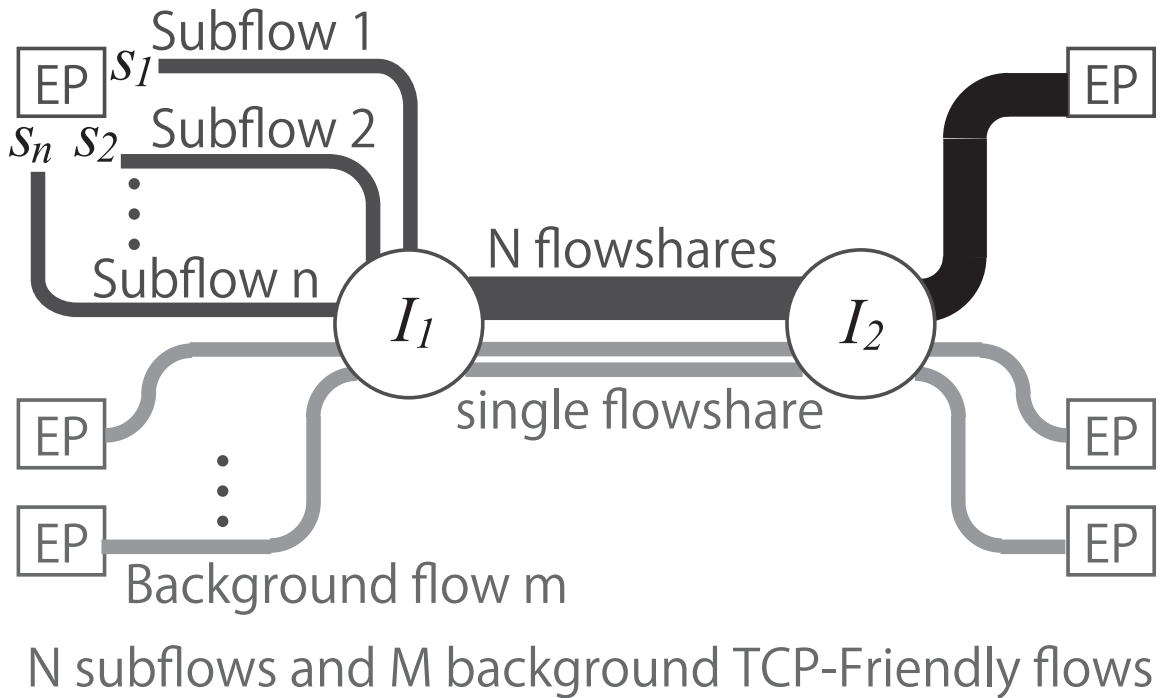 Subflow 1
EP
s1
EP
Subflow 2
sn
s2
N flowshares
Subflow n
I1
I2
single flowshare
EP
EP
EP
EP
Background flow m
N subflows and M background TCP-Friendly flows